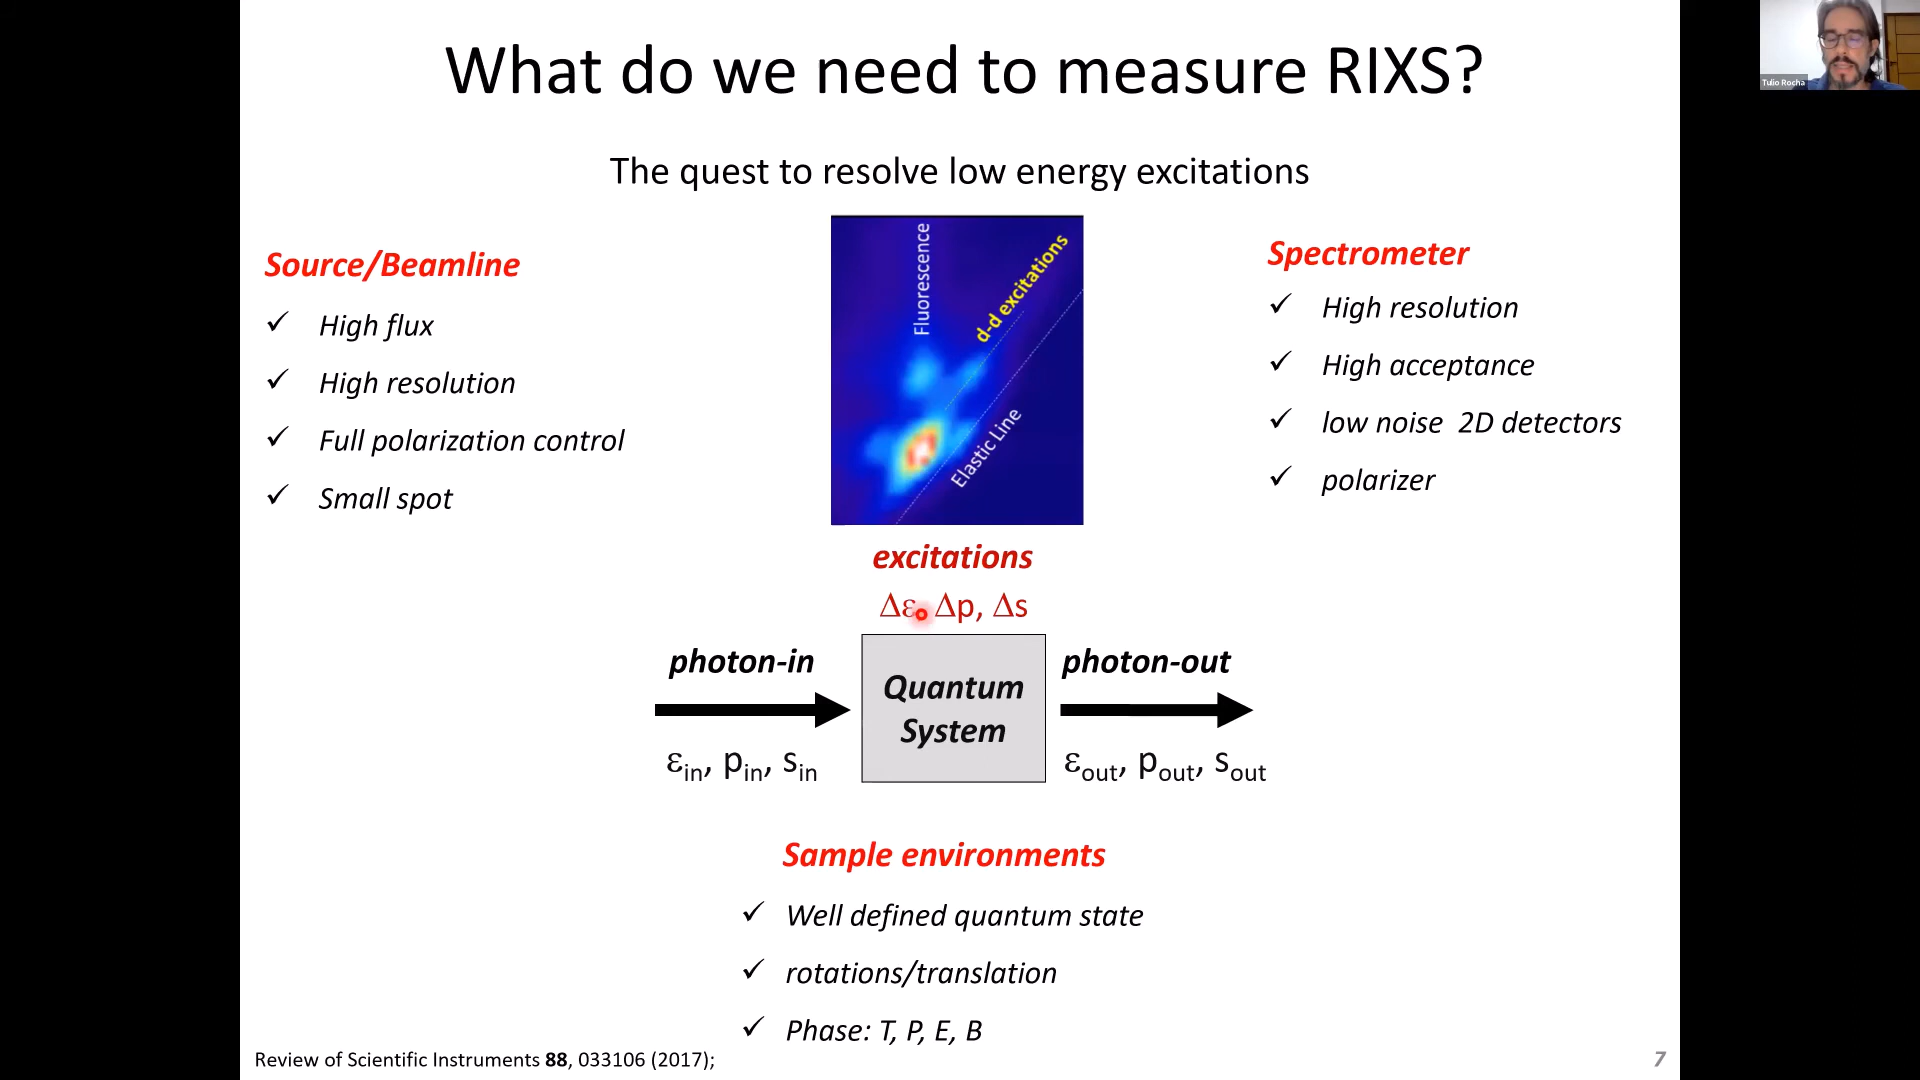 What do we need to measure RIXS?
The quest to resolve low energy excitations
Source/Beamline
✓ High flux
✓ High resolution
✓ Full polarization control
✓ Small spot
Fluorescence
d-d excitations
Elastic Line
Spectrometer
✓ High resolution
✓ High acceptance
✓ low noise 2D detectors
✓ polarizer
excitations
Δε, Δp, Δs
photon-in
εin, pin, sin
Quantum
System
photon-out
εout, pout, sout
Sample environments
✓ Well defined quantum state
✓ rotations/translation
✓ Phase: T, P, E, B
Review of Scientific Instruments 88, 033106 (2017);
7
Tulio Rocha